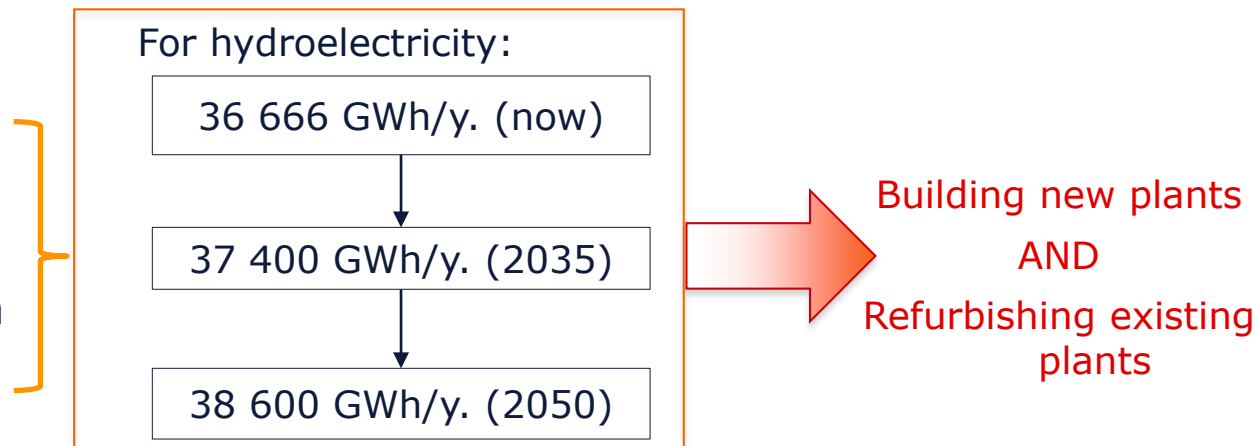 For hydroelectricity:
36 666 GWh/y. (now)
37 400 GWh/y. (2035)
38 600 GWh/y. (2050)
Building new plants
AND
Refurbishing existing
plants